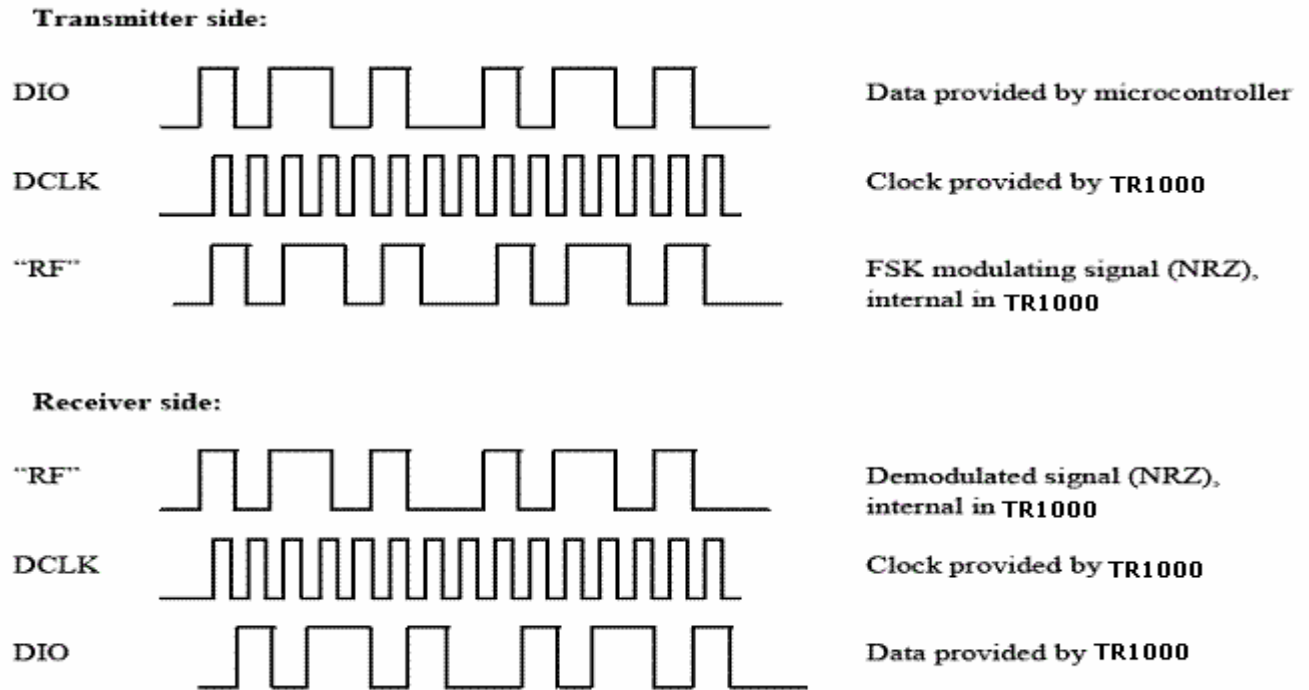 Transmitter side:
DIO
Data provided by microcontroller
DCLK
Clock provided by TR1000
“RF”
FSK modulating signal (NRZ),
internal in TR1000
Receiver side:
“RF”
Demodulated signal (NRZ),
internal in TR1000
DCLK
Clock provided by TR1000
DIO
Data provided by TR1000